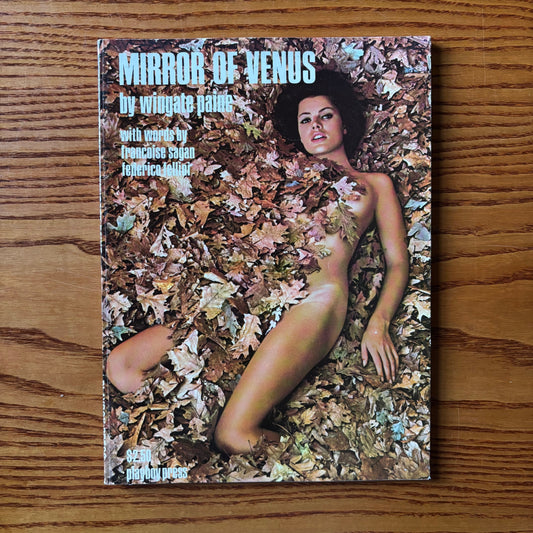 MIRROR OF VENUS
by wingate paine
with words by
francoise sagan
federico fellini
$2.50
playboy press